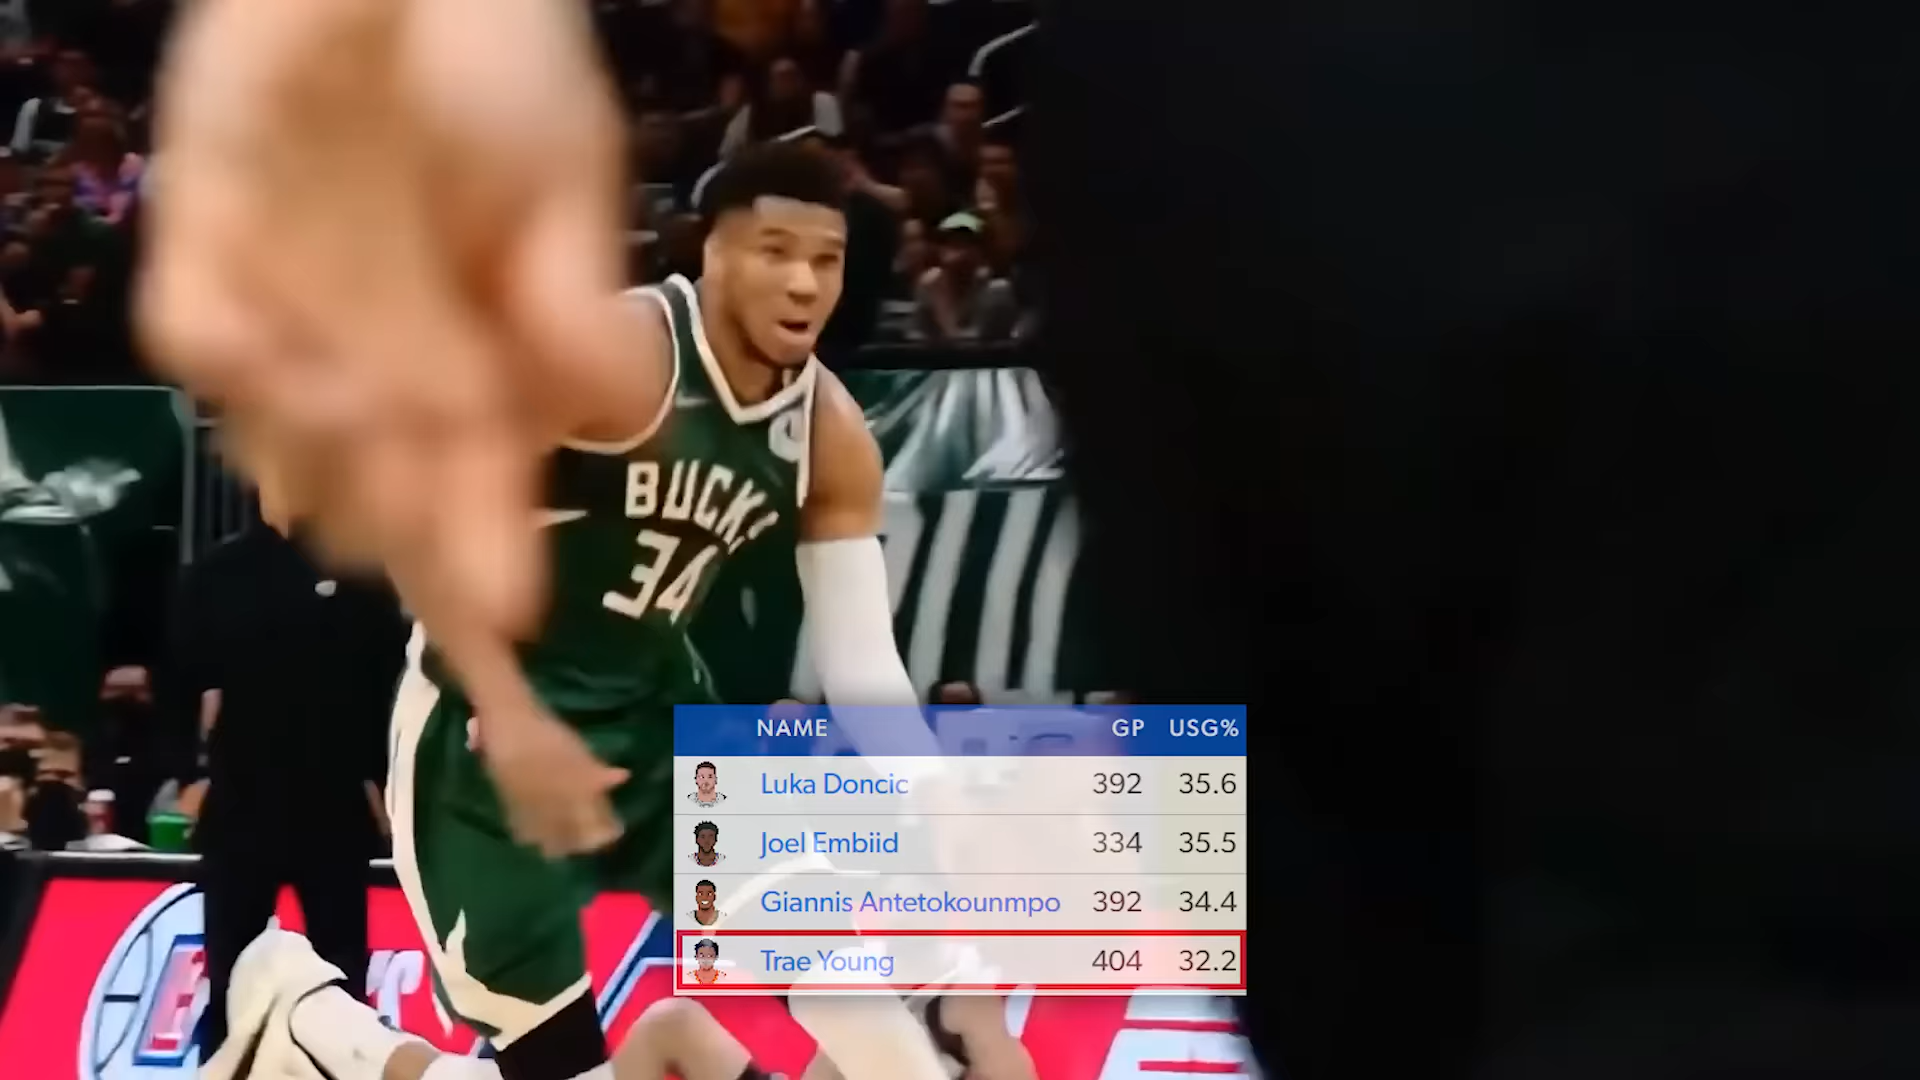 BUCKS
34
NAME GP USG%
Luka Doncic 392 35.6
Joel Embiid 334 35.5
Giannis Antetokounmpo 392 34.4
Trae Young 404 32.2